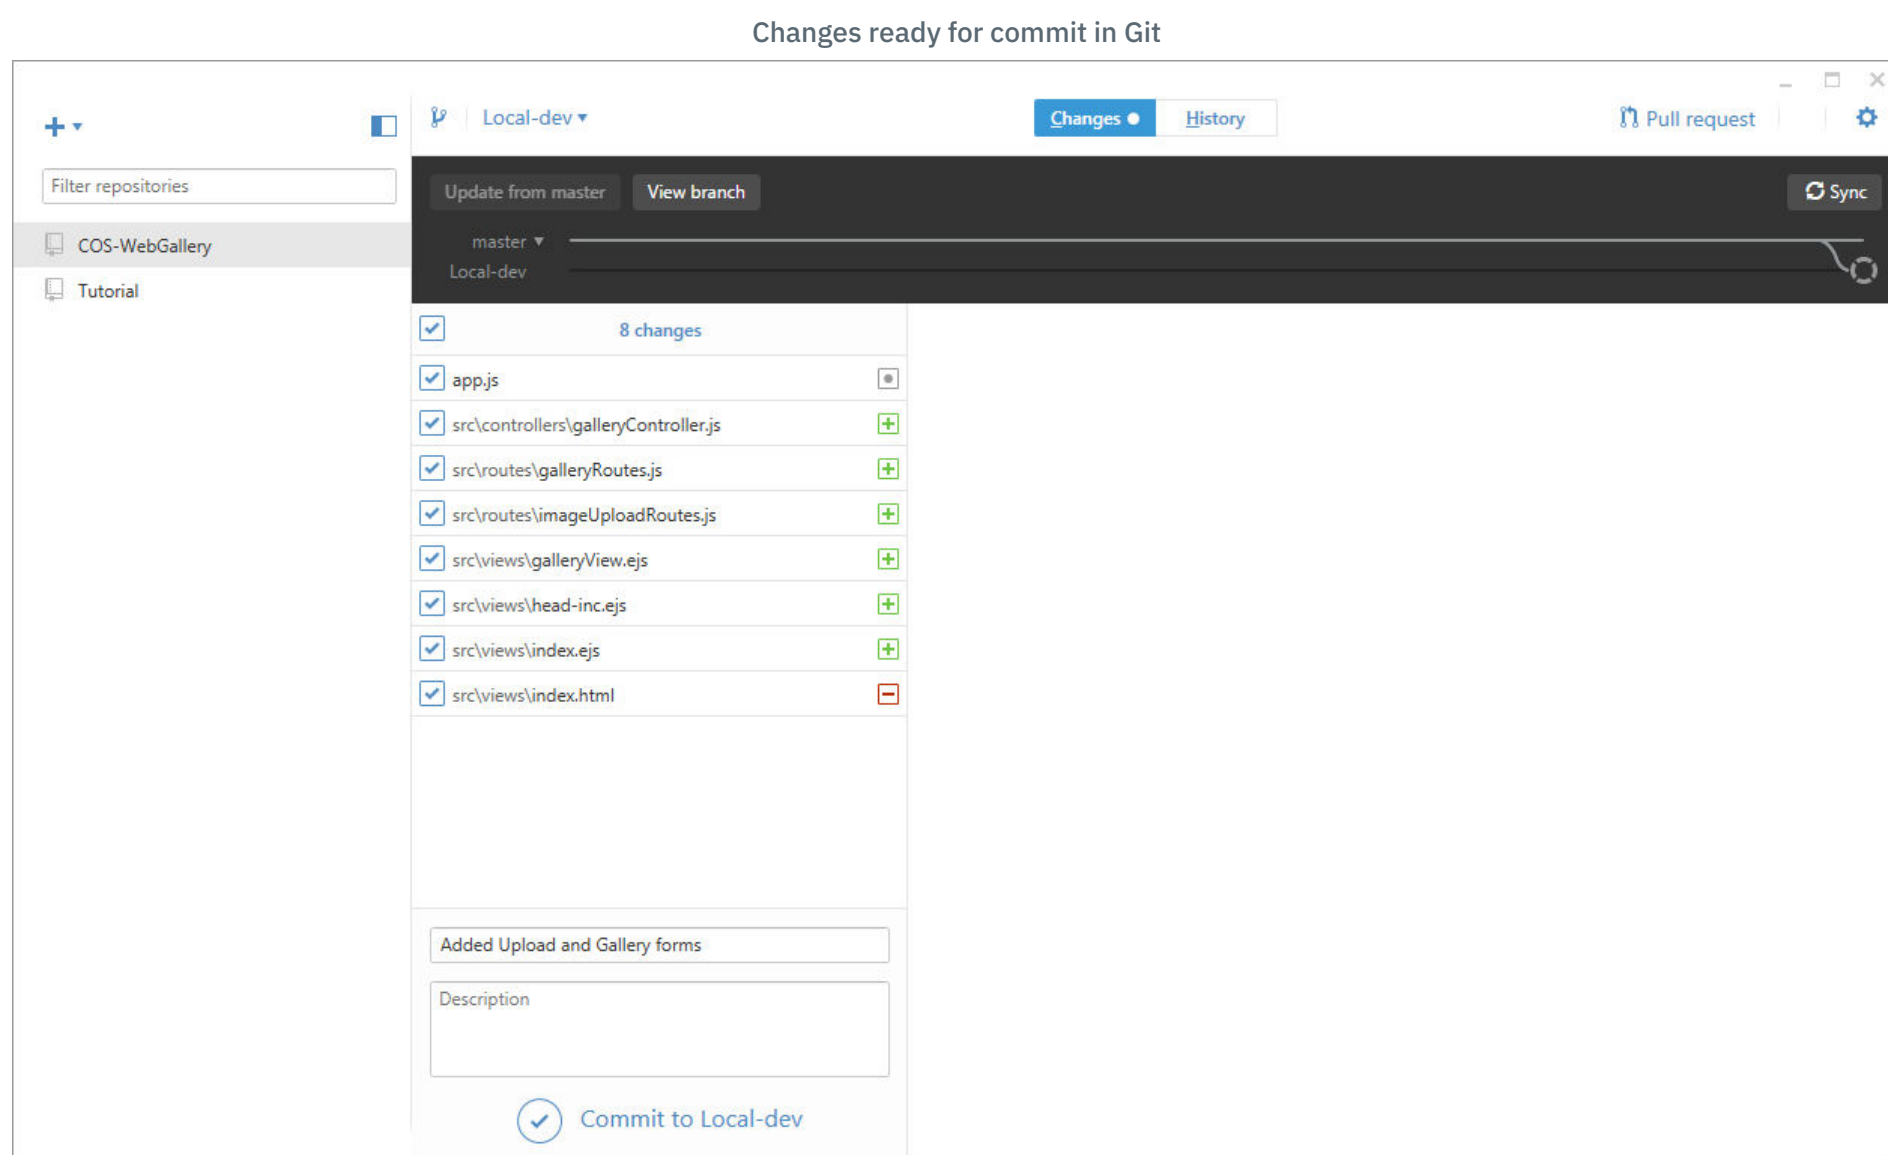 Changes ready for commit in Git
Local-dev
Changes
History
Pull request
Filter repositories
COS-WebGallery
Tutorial
Update from master
View branch
Sync
master
Local-dev
8 changes
app.js
src\controllers\galleryController.js
src\routes\galleryRoutes.js
src\routes\imageUploadRoutes.js
src\views\galleryView.ejs
src\views\head-inc.ejs
src\views\index.ejs
src\views\index.html
Added Upload and Gallery forms
Description
Commit to Local-dev